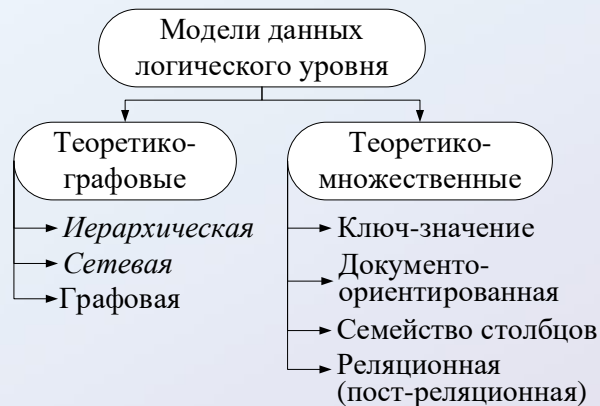 Модели данных
логического уровня
Теоретико-
графовые
Иерархическая
Сетевая
Графовая
Теоретико-
множественные
Ключ-значение
Документо-
ориентированная
Семейство столбцов
Реляционная
(пост-реляционная)